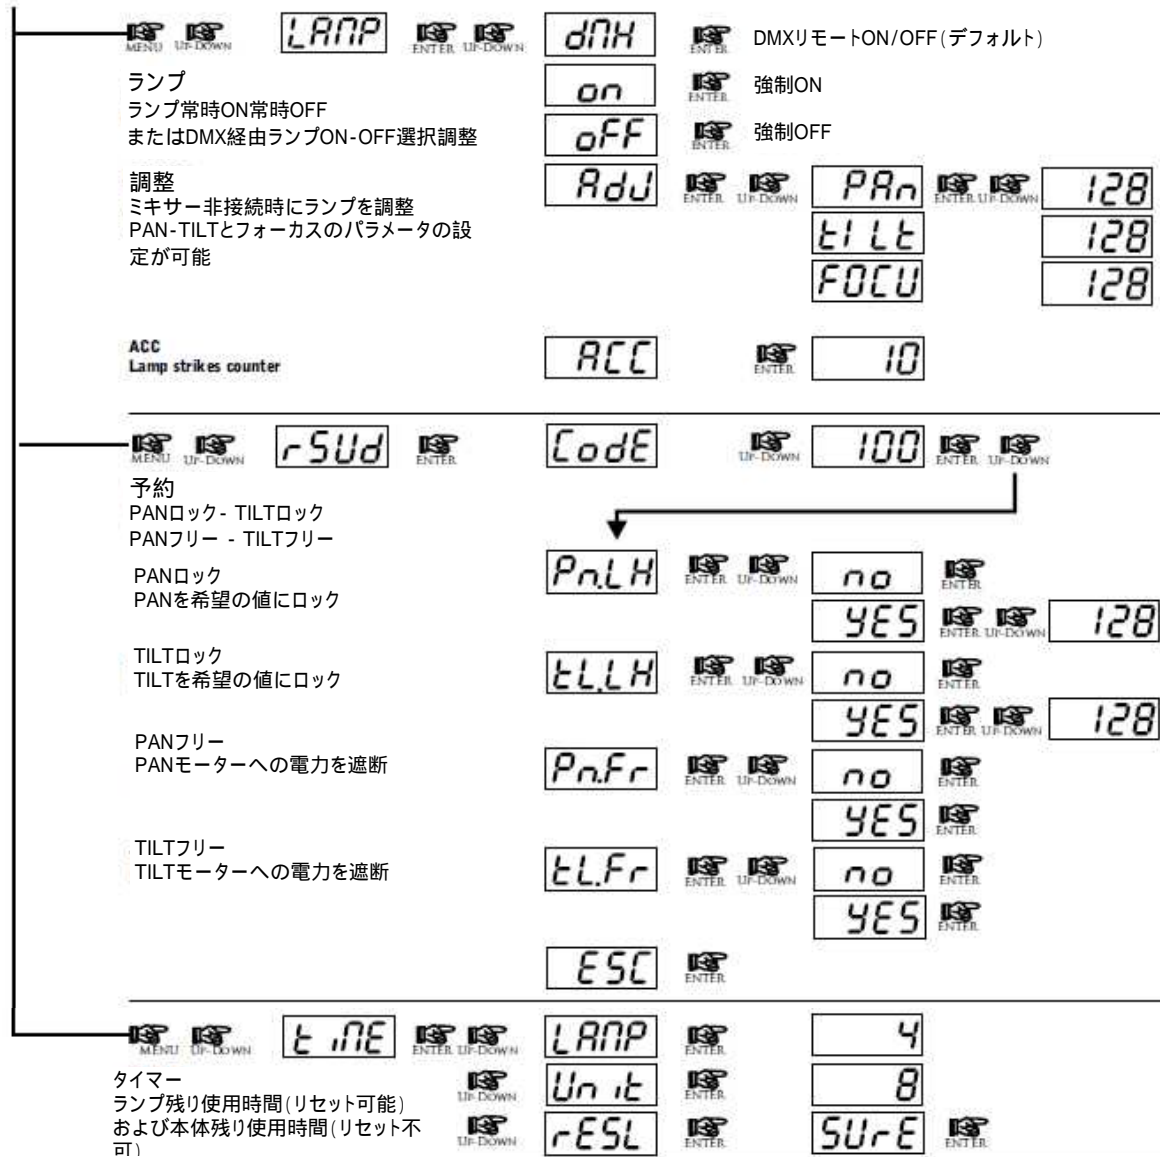 MENU UP-DOWN LAMP ENTER UP-DOWN dMX ENTER DMXリモートON/OFF(デフォルト)
ランプ
ランプ常時ON常時OFF
またはDMX経由ランプON-OFF選択調整
on ENTER 強制ON
oFF ENTER 強制OFF
調整
ミキサー非接続時にランプを調整
PAN-TILTとフォーカスのパラメータの設
定が可能
AdJ ENTER UP-DOWN PAn ENTER UP-DOWN 128
tILt 128
FOCU 128
ACC
Lamp strikes counter
ACC ENTER 10
MENU UP-DOWN rSUd ENTER CodE UP-DOWN 100 ENTER UP-DOWN
予約
PANロック- TILTロック
PANフリー - TILTフリー
PANロック
PANを希望の値にロック
Pn.LH ENTER UP-DOWN no ENTER
YES ENTER UP-DOWN 128
TILTロック
TILTを希望の値にロック
tL.LH ENTER UP-DOWN no ENTER
YES ENTER UP-DOWN 128
PANフリー
PANモーターへの電力を遮断
Pn.Fr ENTER UP-DOWN no ENTER
YES ENTER
TILTフリー
TILTモーターへの電力を遮断
tL.Fr ENTER UP-DOWN no ENTER
YES ENTER
ESC ENTER
MENU UP-DOWN tiME ENTER UP-DOWN LAMP ENTER 4
タイマー
ランプ残り使用時間(リセット可能)
および本体残り使用時間(リセット不
可)
UP-DOWN Unit ENTER 8
UP-DOWN rESL ENTER SUrE ENTER